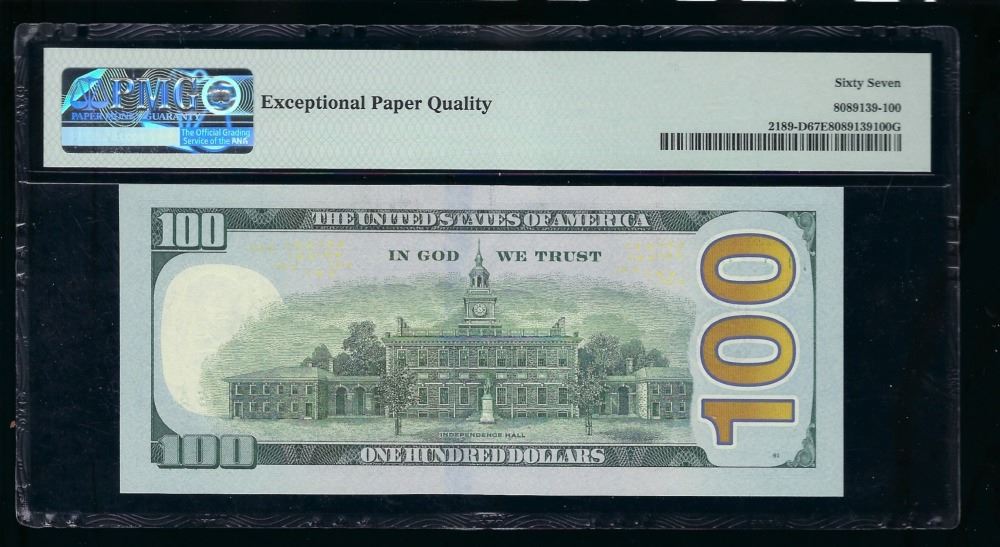 PMG
PAPER MONEY GUARANTY
The Official Grading
Service of the ANA
Exceptional Paper Quality
Sixty Seven
8089139-100
2189-D67E8089139100G
100
THE UNITED STATES OF AMERICA
IN GOD WE TRUST
100
INDEPENDENCE HALL
100
ONE HUNDRED DOLLARS